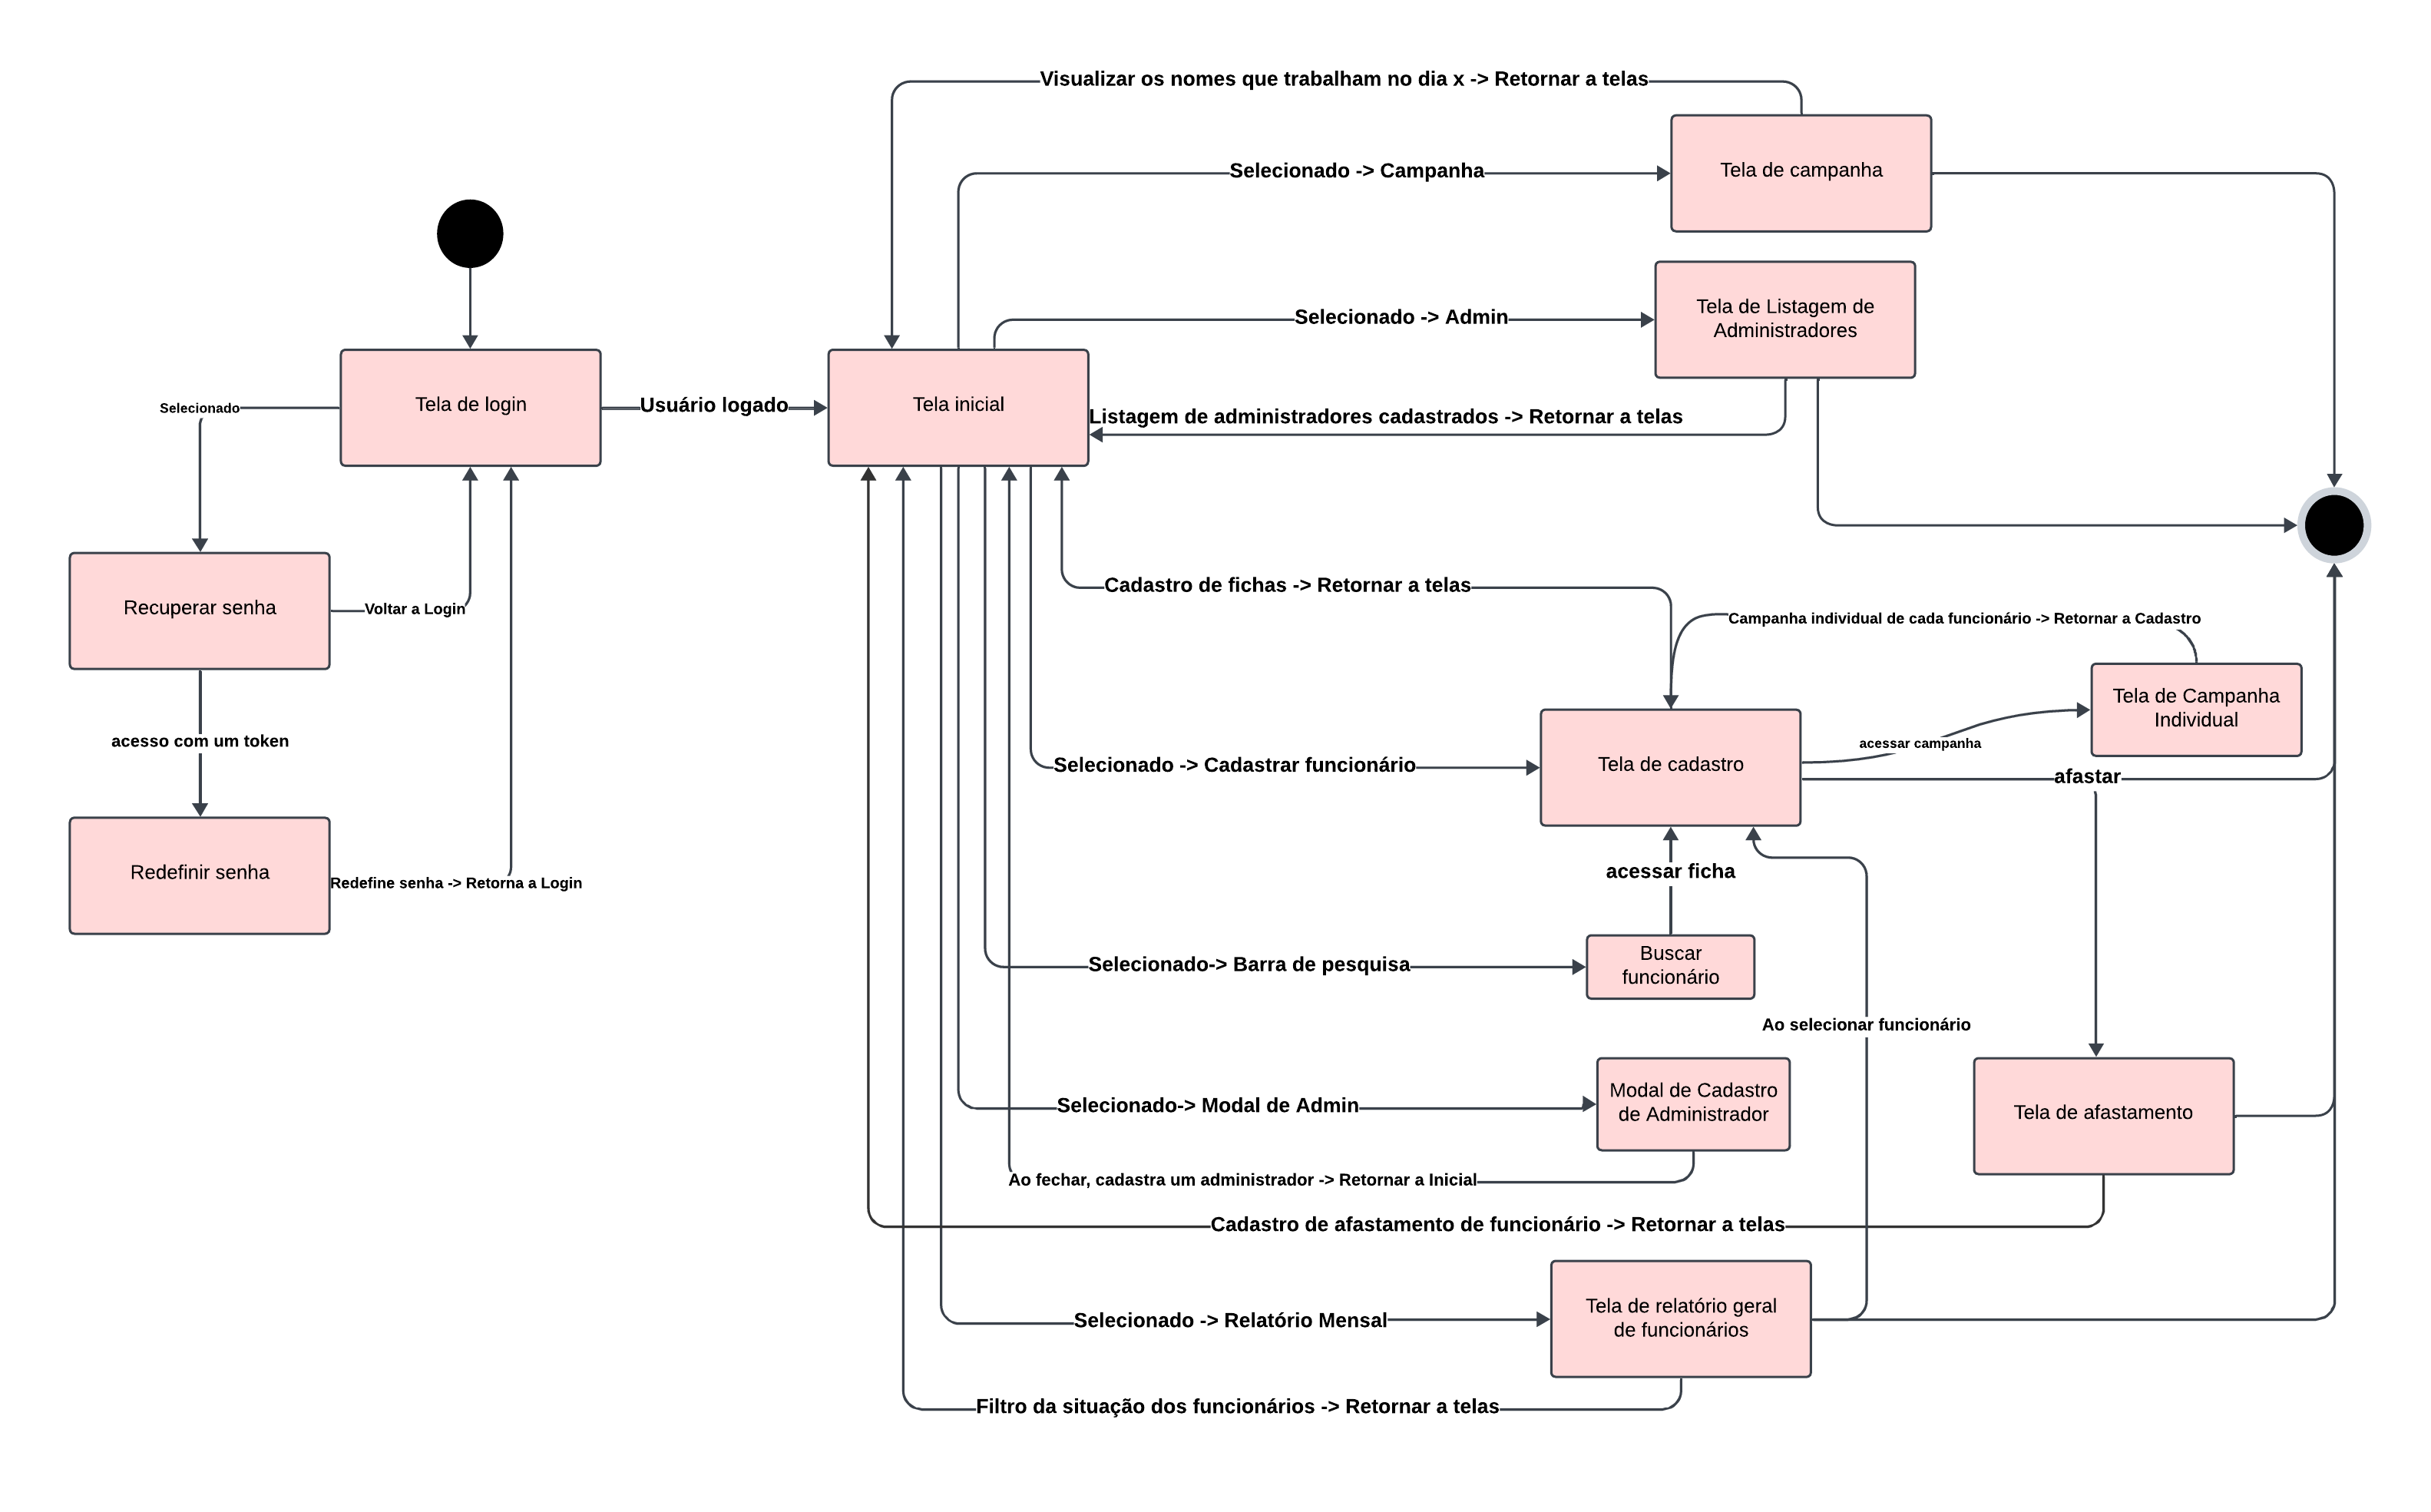 Visualizar os nomes que trabalham no dia x -> Retornar a telas
Selecionado -> Campanha
Tela de campanha
Selecionado -> Admin
Tela de Listagem de
Administradores
Selecionado
Tela de login
Usuário logado
Tela inicial
Listagem de administradores cadastrados -> Retornar a telas
Recuperar senha
Voltar a Login
Cadastro de fichas -> Retornar a telas
Campanha individual de cada funcionário -> Retornar a Cadastro
Tela de Campanha
Individual
acesso com um token
acessar campanha
Selecionado -> Cadastrar funcionário
Tela de cadastro
afastar
Redefinir senha
Redefine senha -> Retorna a Login
acessar ficha
Selecionado-> Barra de pesquisa
Buscar
funcionário
Ao selecionar funcionário
Selecionado-> Modal de Admin
Modal de Cadastro
de Administrador
Tela de afastamento
Ao fechar, cadastra um administrador -> Retornar a Inicial
Cadastro de afastamento de funcionário -> Retornar a telas
Selecionado -> Relatório Mensal
Tela de relatório geral
de funcionários
Filtro da situação dos funcionários -> Retornar a telas